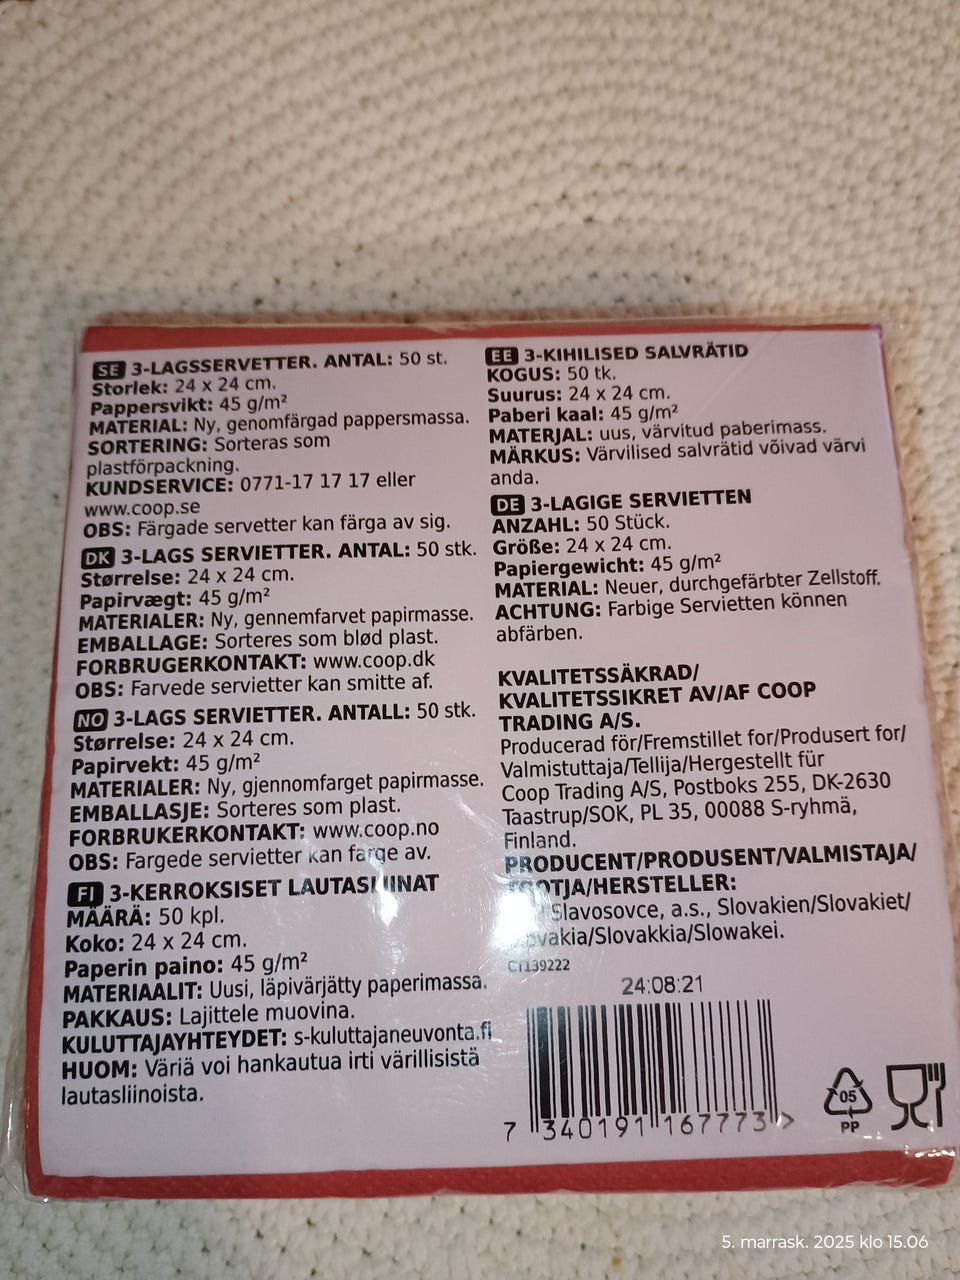 SE 3-LAGSSERVETTER. ANTAL: 50 st.
Storlek: 24 x 24 cm.
Pappersvikt: 45 g/m²
MATERIAL: Ny, genomfärgad pappersmassa.
SORTERING: Sorteras som
plastförpackning.
KUNDSERVICE: 0771-17 17 17 eller
www.coop.se
OBS: Färgade servetter kan färga av sig.
DK 3-LAGS SERVIETTER. ANTAL: 50 stk.
Størrelse: 24 x 24 cm.
Papirvægt: 45 g/m²
MATERIALER: Ny, gennemfarvet papirmasse.
EMBALLAGE: Sorteres som blød plast.
FORBRUGERKONTAKT: www.coop.dk
OBS: Farvede servietter kan smitte af.
NO 3-LAGS SERVIETTER. ANTALL: 50 stk.
Størrelse: 24 x 24 cm.
Papirvekt: 45 g/m²
MATERIALER: Ny, gjennomfarget papirmasse.
EMBALLASJE: Sorteres som plast.
FORBRUKERKONTAKT: www.coop.no
OBS: Fargede servietter kan farge av.
FI 3-KERROKSISET LAUTASLIINAT
MÄÄRÄ: 50 kpl.
Koko: 24 x 24 cm.
Paperin paino: 45 g/m²
MATERIAALIT: Uusi, läpivärjätty paperimassa.
PAKKAUS: Lajittele muovina.
KULUTTAJAYHTEYDET: s-kuluttajaneuvonta.fi
HUOM: Väriä voi hankautua irti värillisistä
lautasliinoista.
EE 3-KIHILISED SALVRÄTID
KOGUS: 50 tk.
Suurus: 24 x 24 cm.
Paberi kaal: 45 g/m²
MATERJAL: uus, värvitud paberimass.
MÄRKUS: Värvilised salvrätid võivad värvi
anda.
DE 3-LAGIGE SERVIETTEN
ANZAHL: 50 Stück.
Größe: 24 x 24 cm.
Papiergewicht: 45 g/m²
MATERIAL: Neuer, durchgefärbter Zellstoff.
ACHTUNG: Farbige Servietten können
abfärben.
KVALITETSSÄKRAD/
KVALITETSSIKRET AV/AF COOP
TRADING A/S.
Producerad för/Fremstillet for/Produsert for/
Valmistuttaja/Tellija/Hergestellt für
Coop Trading A/S, Postboks 255, DK-2630
Taastrup/SOK, PL 35, 00088 S-ryhmä,
Finland.
PRODUCENT/PRODUSENT/VALMISTAJA/
TOOTJA/HERSTELLER:
Slavosovce, a.s., Slovakien/Slovakiet/
Slovakia/Slovakkia/Slowakei.
24:08:21
7 340191 167773 >
05
PP
5. marrask. 2025 klo 15.06